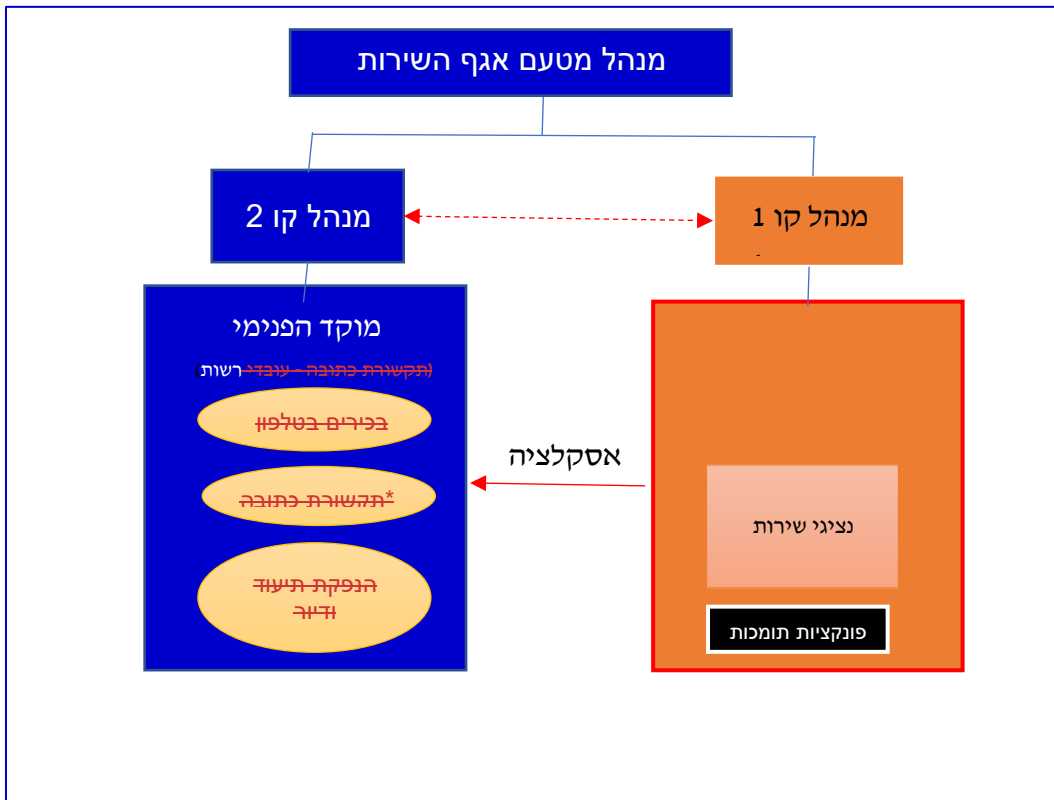 מנהל מטעם אגף השירות
מנהל קו 1
מנהל קו 2
מוקד הפנימי
(תקשורת כתובה - עובדי רשות)
בכירים בטלפון
*תקשורת כתובה
הנפקת תיעוד
ודיור
אסקלציה
נציגי שירות
פונקציות תומכות